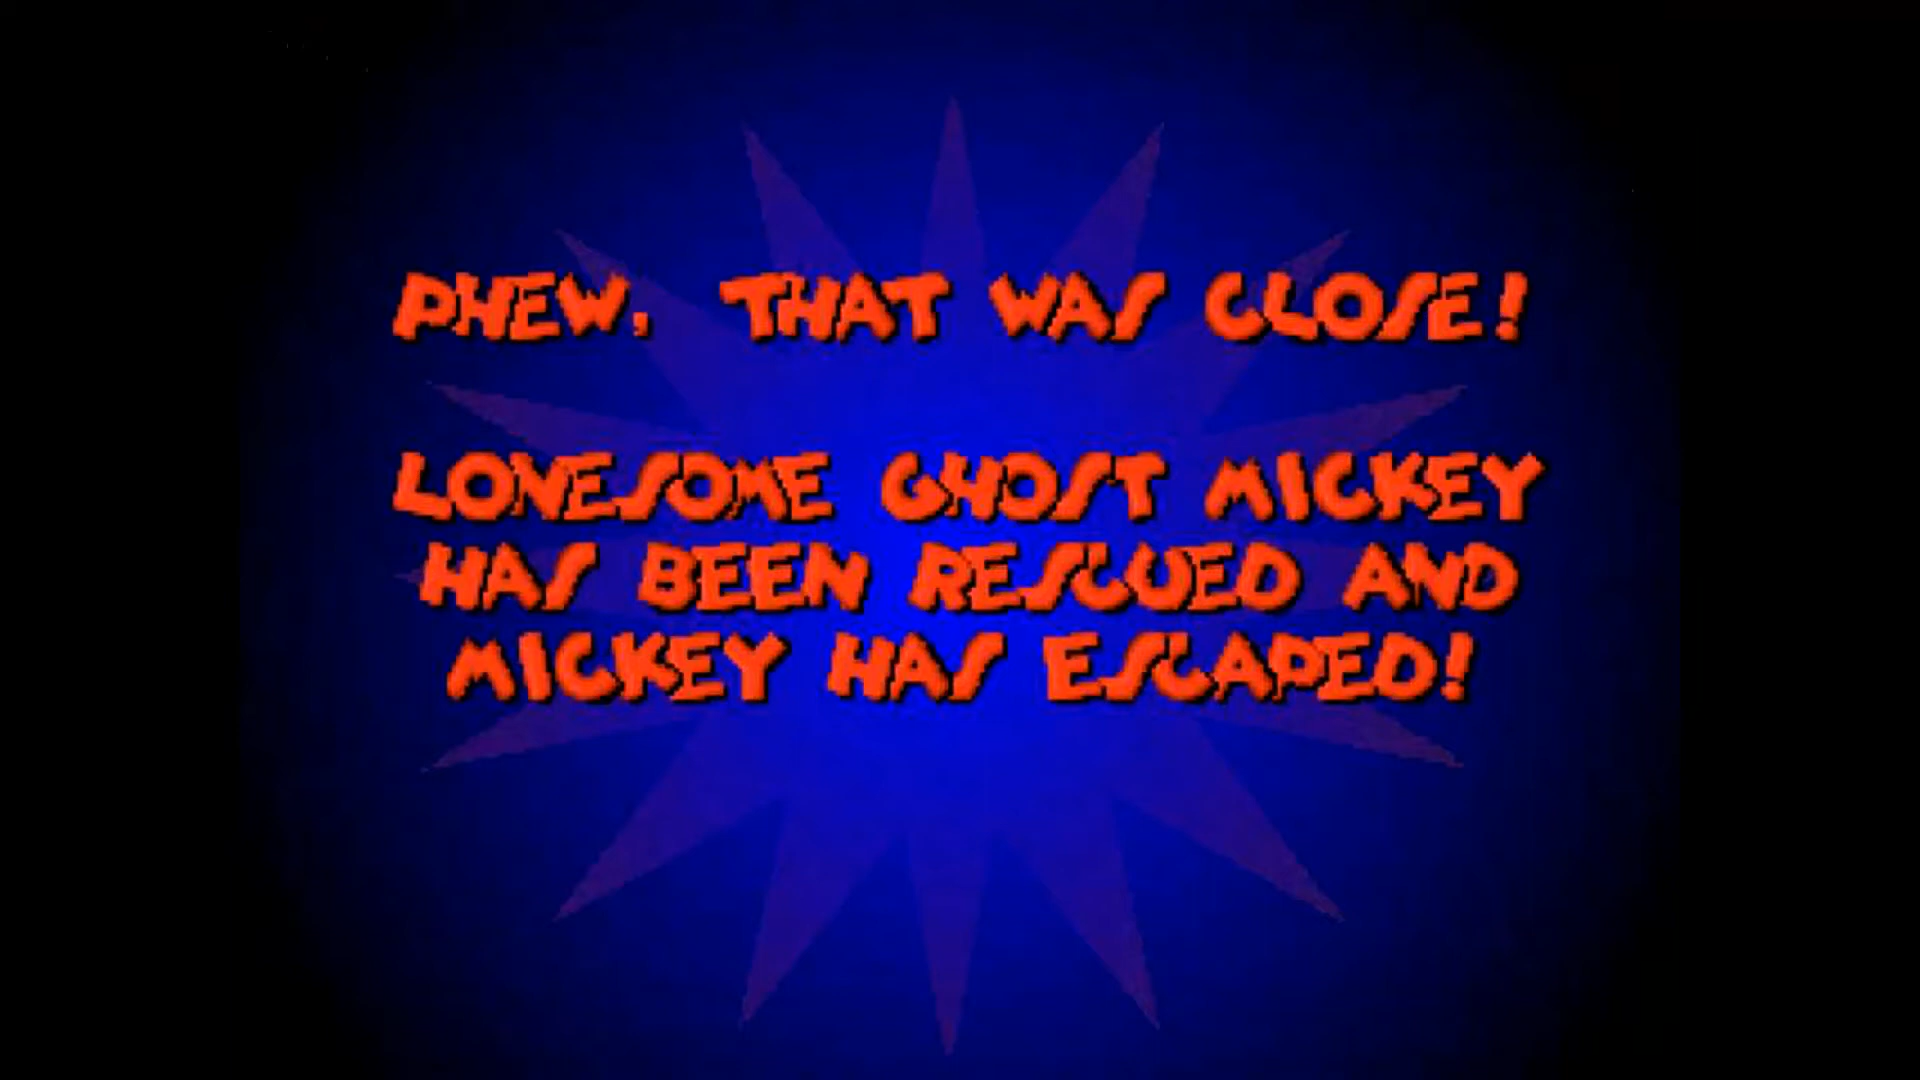 PHEW, THAT WAS CLOSE!
LONESOME GHOST MICKEY
HAS BEEN RESCUED AND
MICKEY HAS ESCAPED!